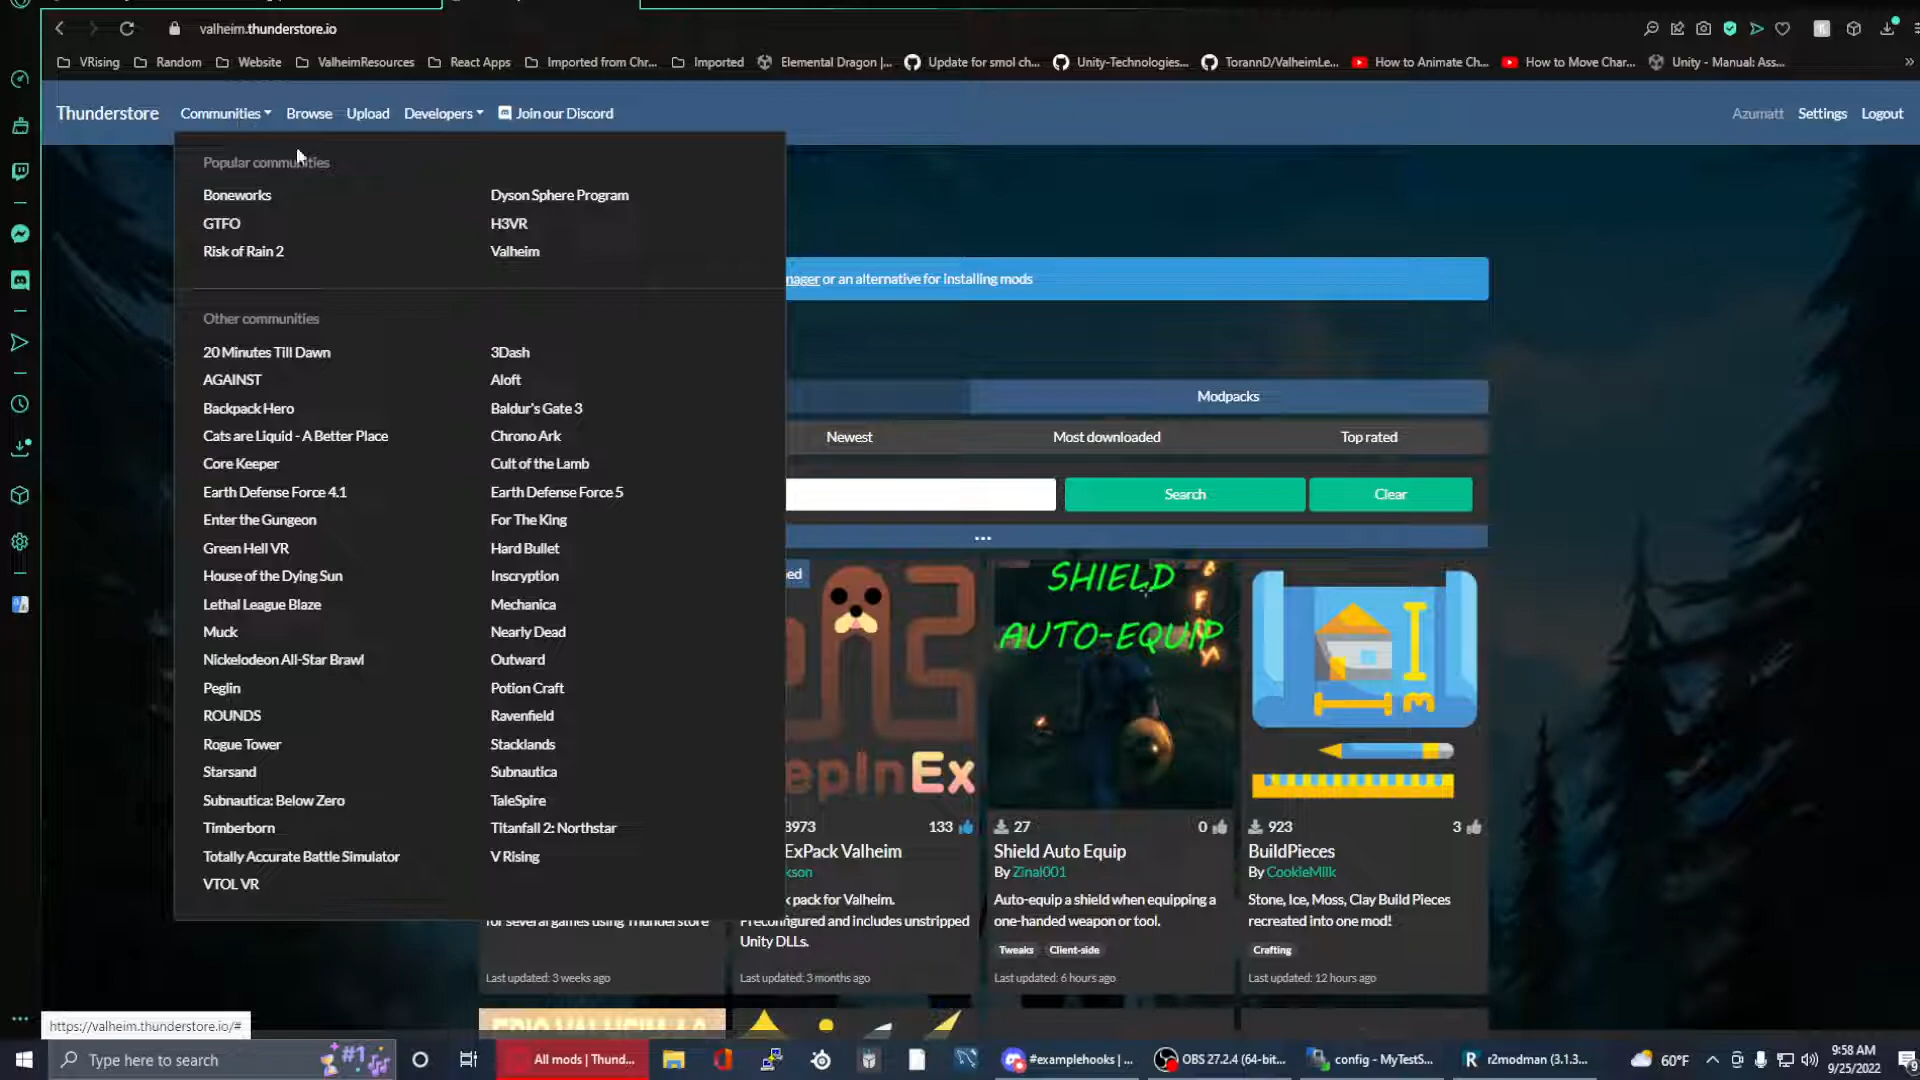 valheim.thunderstore.io
VRising Random Website ValheimResources React Apps Imported from Chr... Imported Elemental Dragon |... Update for smol ch... Unity-Technologies... TorannD/ValheimLe... How to Animate Ch... How to Move Char... Unity - Manual: Ass... »
Thunderstore Communities Browse Upload Developers Join our Discord Azumatt Settings Logout
Popular communities
Boneworks Dyson Sphere Program
GTFO H3VR
Risk of Rain 2 Valheim
nager or an alternative for installing mods
Other communities
20 Minutes Till Dawn 3Dash
AGAINST Aloft
Modpacks
Backpack Hero Baldur's Gate 3
Cats are Liquid - A Better Place Chrono Ark
Newest Most downloaded Top rated
Core Keeper Cult of the Lamb
Earth Defense Force 4.1 Earth Defense Force 5
Search Clear
Enter the Gungeon For The King
...
Green Hell VR Hard Bullet
House of the Dying Sun Inscryption
ed
SHIELD
AUTO-EQUIP
Lethal League Blaze Mechanica
Muck Nearly Dead
Nickelodeon All-Star Brawl Outward
Peglin Potion Craft
ROUNDS Ravenfield
Rogue Tower Stacklands
Starsand Subnautica
epInEx
Subnautica: Below Zero TaleSpire
Timberborn Titanfall 2: Northstar
3973 133 27 0 923 3
Totally Accurate Battle Simulator V Rising
ExPack Valheim Shield Auto Equip BuildPieces
kson By Zinal001 By CookieMilk
VTOL VR
k pack for Valheim. Auto-equip a shield when equipping a Stone, Ice, Moss, Clay Build Pieces
for several games using Thunderstore Preconfigured and includes unstripped one-handed weapon or tool. recreated into one mod!
Unity DLLs.
Tweaks Client-side Crafting
Last updated: 3 weeks ago Last updated: 3 months ago Last updated: 6 hours ago Last updated: 12 hours ago
https://valheim.thunderstore.io/#
Type here to search #1 All mods | Thund... #examplehooks | ... OBS 27.2.4 (64-bit... config - MyTestS... r2modman (3.1.3... 60°F 9:58 AM
9/25/2022